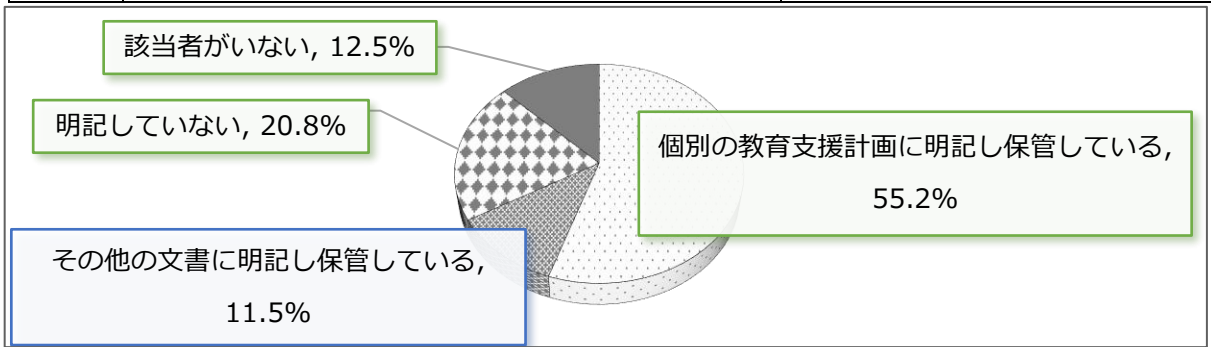 該当者がいない, 12.5%
明記していない, 20.8%
個別の教育支援計画に明記し保管している,
55.2%
その他の文書に明記し保管している,
11.5%